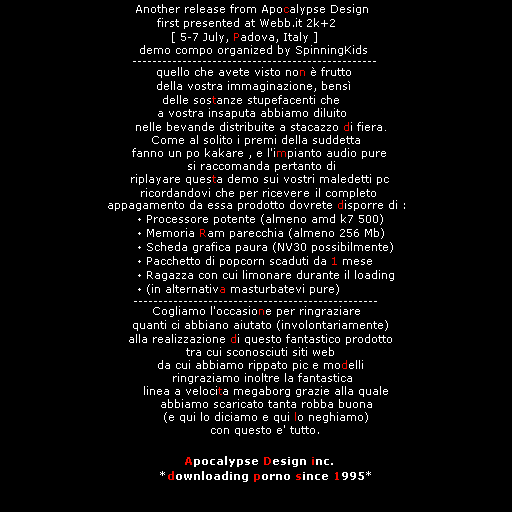 Another release from Apocalypse Design
first presented at Webb.it 2k+2
[ 5-7 July, Padova, Italy ]
demo compo organized by SpinningKids
-------------------------------------------------
quello che avete visto non è frutto
della vostra immaginazione, bensì
delle sostanze stupefacenti che
a vostra insaputa abbiamo diluito
nelle bevande distribuite a stacazzo di fiera.
Come al solito i premi della suddetta
fanno un po kakare , e l'impianto audio pure
si raccomanda pertanto di
riplayare questa demo sui vostri maledetti pc
ricordandovi che per ricevere il completo
appagamento da essa prodotto dovrete disporre di :
• Processore potente (almeno amd k7 500)
• Memoria Ram parecchia (almeno 256 Mb)
• Scheda grafica paura (NV30 possibilmente)
• Pacchetto di popcorn scaduti da 1 mese
• Ragazza con cui limonare durante il loading
• (in alternativa masturbatevi pure)
-------------------------------------------------
Cogliamo l'occasione per ringraziare
quanti ci abbiano aiutato (involontariamente)
alla realizzazione di questo fantastico prodotto
tra cui sconosciuti siti web
da cui abbiamo rippato pic e modelli
ringraziamo inoltre la fantastica
linea a velocita megaborg grazie alla quale
abbiamo scaricato tanta robba buona
(e qui lo diciamo e qui lo neghiamo)
con questo e' tutto.
Apocalypse Design inc.
*downloading porno since 1995*